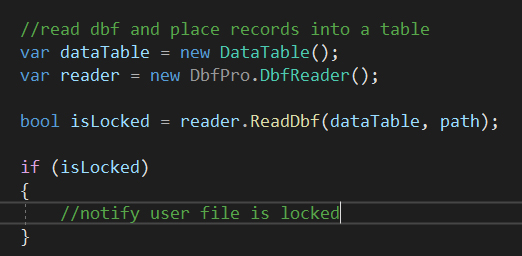 //read dbf and place records into a table
var dataTable = new DataTable();
var reader = new DbfPro.DbfReader();
bool isLocked = reader.ReadDbf(dataTable, path);
if (isLocked)
{
//notify user file is locked
}